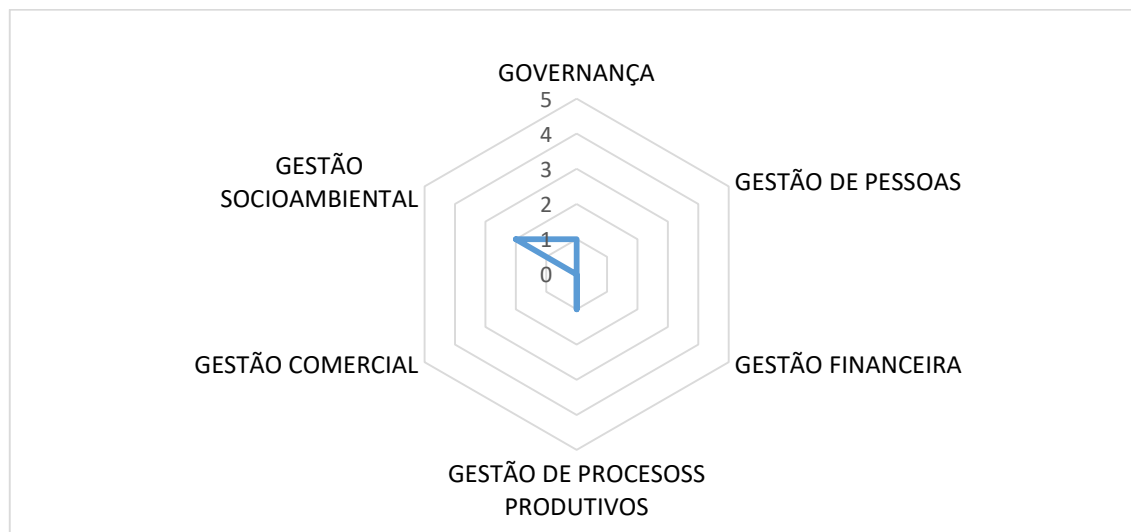 GOVERNANÇA
5
4
3
2
1
0
GESTÃO DE PESSOAS
GESTÃO FINANCEIRA
GESTÃO DE PROCESOSS
PRODUTIVOS
GESTÃO COMERCIAL
GESTÃO
SOCIOAMBIENTAL